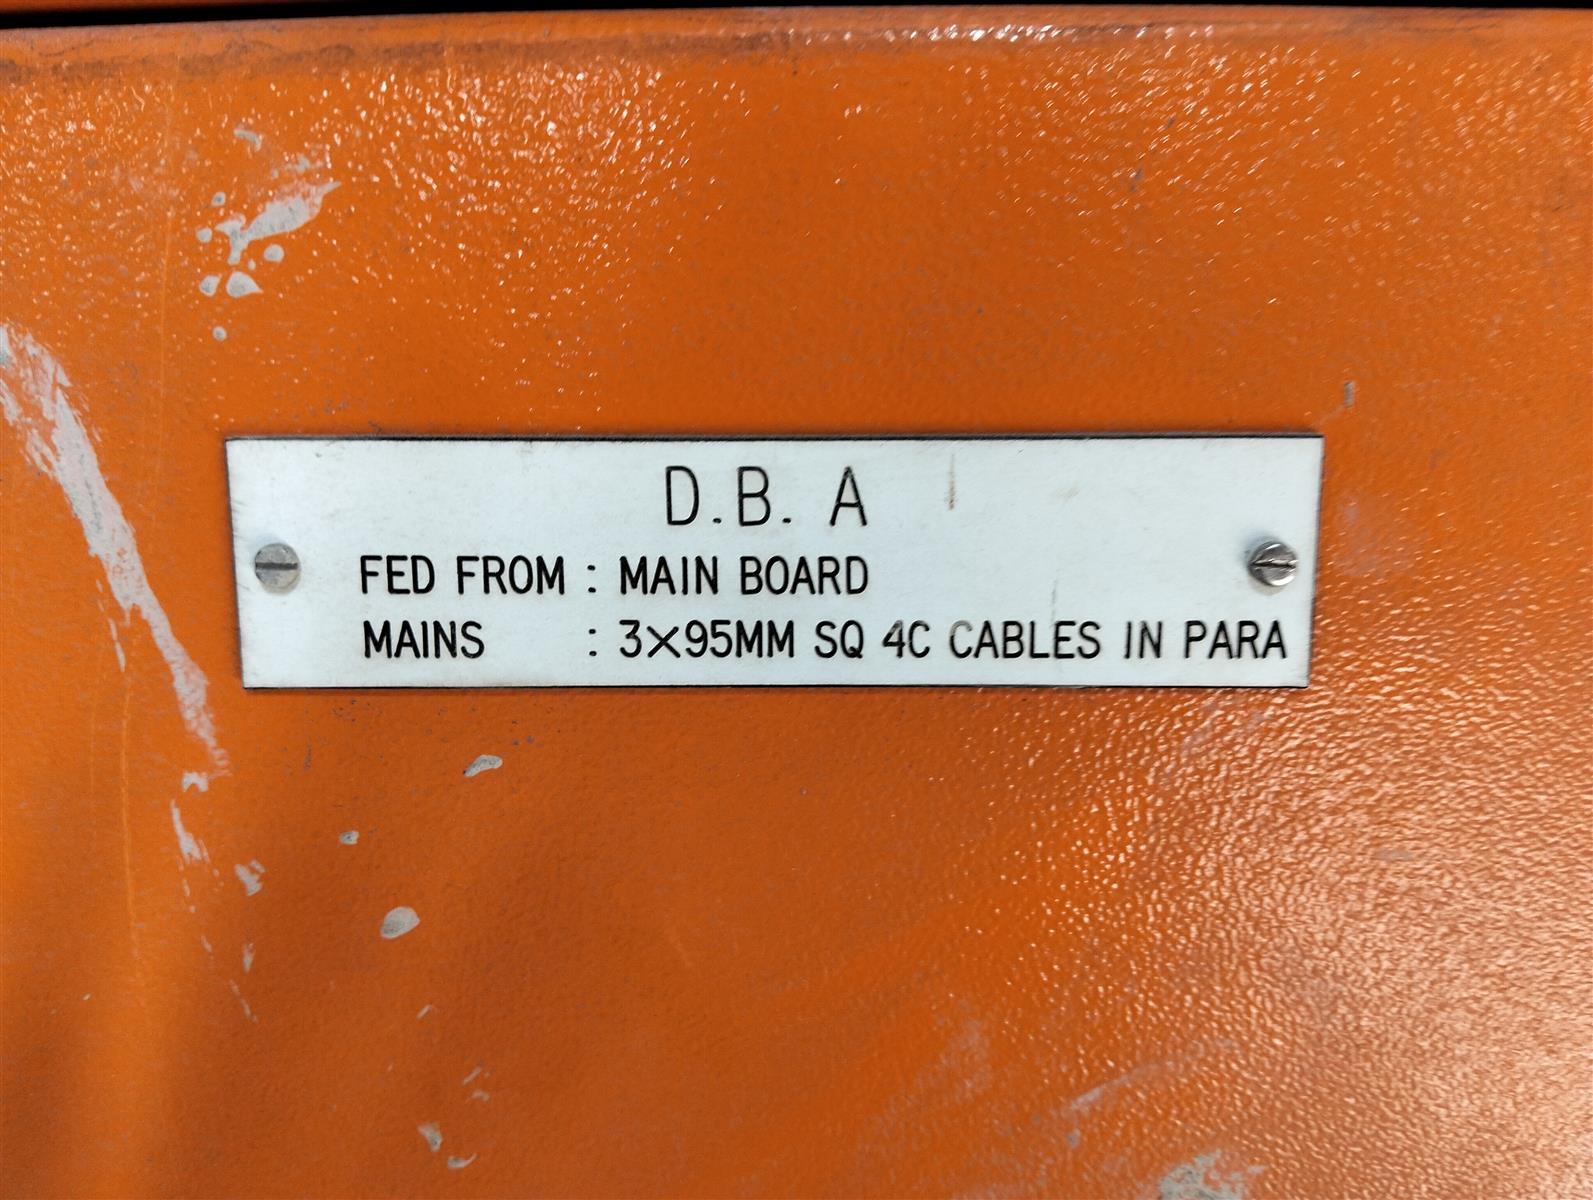 D.B. A
FED FROM : MAIN BOARD
MAINS : 3×95MM SQ 4C CABLES IN PARA